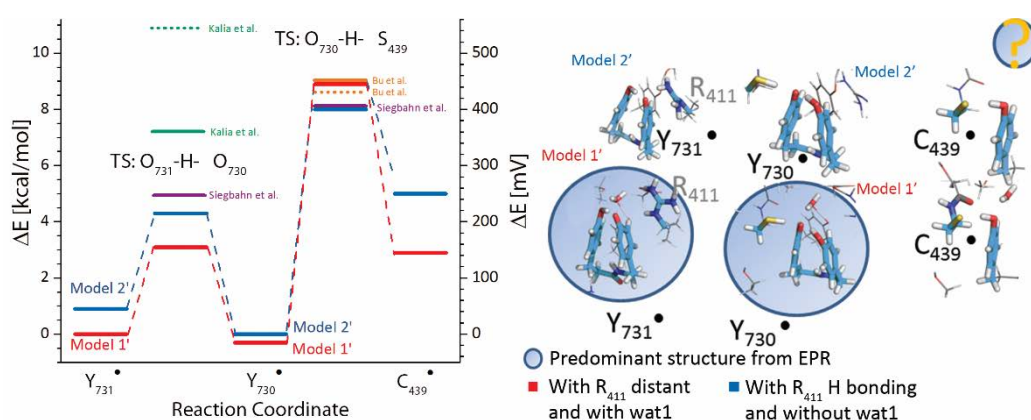 Kalia et al.
TS: O730-H- S439
Bu et al.
Bu et al.
Siegbahn et al.
Kalia et al.
TS: O731-H- O730
Siegbahn et al.
Model 2'
Model 1'
Model 2'
Model 1'
10
8
6
4
2
0
ΔE [kcal/mol]
500
400
300
200
100
0
ΔE [mV]
Y731•
Y730•
C439•
Reaction Coordinate
?
Model 2'
R411
Y731•
Model 2'
Y730•
C439•
Model 1'
R411
Model 1'
C439•
Y731•
Y730•
Predominant structure from EPR
With R411 distant
and with wat1
With R411 H bonding
and without wat1